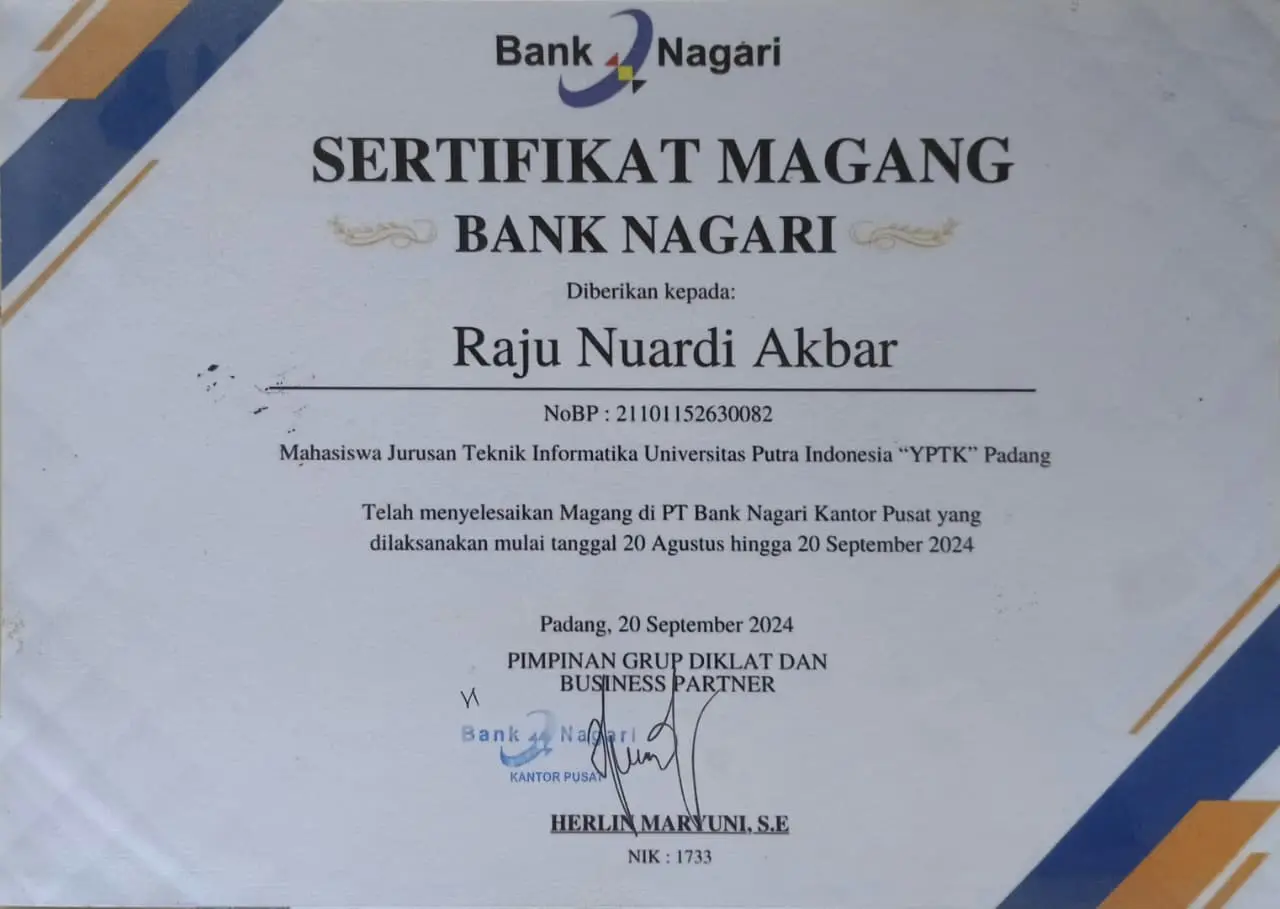 Bank Nagari
SERTIFIKAT MAGANG
BANK NAGARI
Diberikan kepada:
Raju Nuardi Akbar
NoBP : 21101152630082
Mahasiswa Jurusan Teknik Informatika Universitas Putra Indonesia “YPTK” Padang
Telah menyelesaikan Magang di PT Bank Nagari Kantor Pusat yang
dilaksanakan mulai tanggal 20 Agustus hingga 20 September 2024
Padang, 20 September 2024
PIMPINAN GRUP DIKLAT DAN
BUSINESS PARTNER
Bank Nagari
KANTOR PUSAT
HERLIN MARYUNI, S.E
NIK : 1733